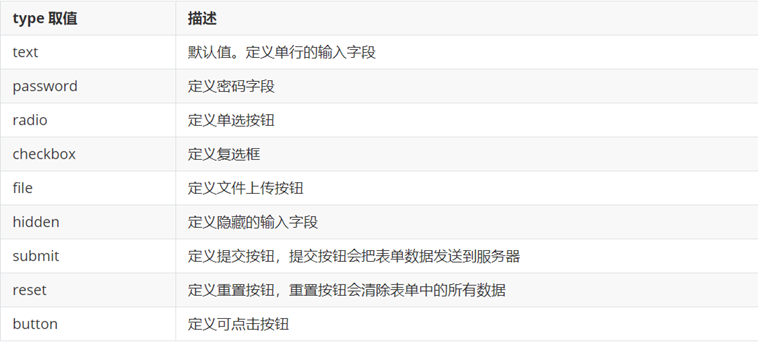 type 取值 描述
text 默认值。定义单行的输入字段
password 定义密码字段
radio 定义单选按钮
checkbox 定义复选框
file 定义文件上传按钮
hidden 定义隐藏的输入字段
submit 定义提交按钮，提交按钮会把表单数据发送到服务器
reset 定义重置按钮，重置按钮会清除表单中的所有数据
button 定义可点击按钮